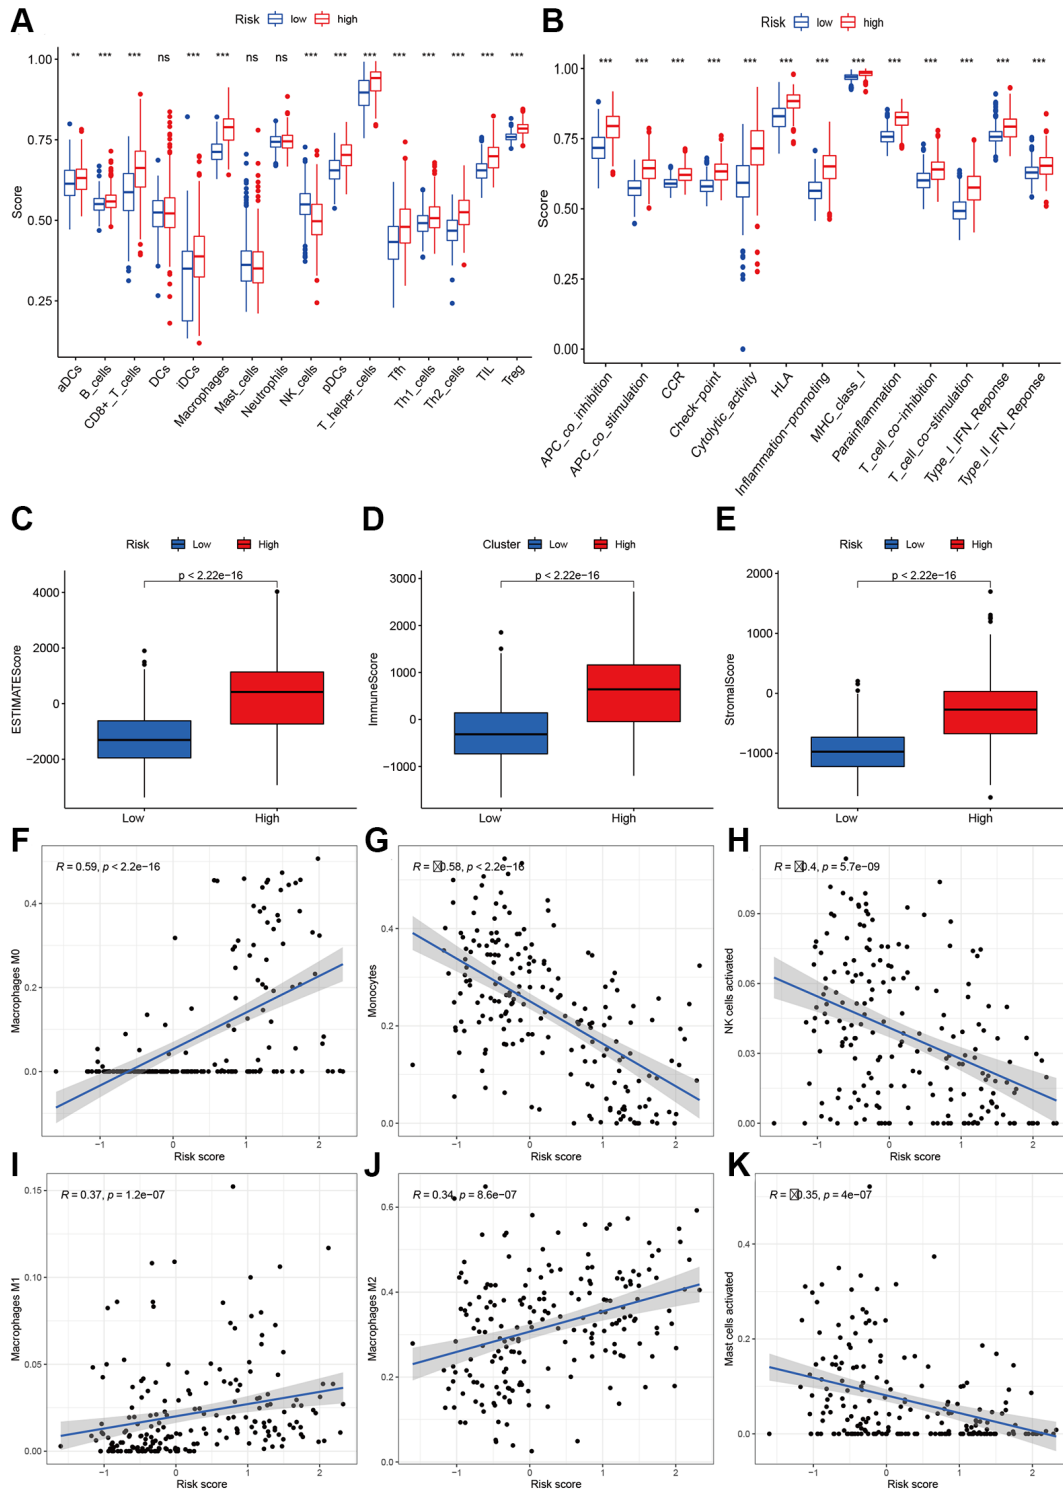 A
Risk low high
B
Risk low high
** *** *** ns *** *** ns ns *** *** *** *** *** *** *** ***
*** *** *** *** *** *** *** *** *** *** *** *** ***
Score
1.00
0.75
0.50
0.25
aDCs
B_cells
CD8+_T_cells
DCs
iDCs
Macrophages
Mast_cells
Neutrophils
NK_cells
pDCs
T_helper_cells
Tfh
Th1_cells
Th2_cells
TIL
Treg
Score
1.00
0.75
0.50
0.25
0.00
APC_co_inhibition
APC_co_stimulation
CCR
Check-point
Cytolytic_activity
HLA
Inflammation-promoting
MHC_class_I
Parainflammation
T_cell_co-inhibition
T_cell_co-stimulation
Type_I_IFN_Reponse
Type_II_IFN_Reponse
C
Risk Low High
p < 2.22e-16
ESTIMATEScore
4000
2000
0
-2000
Low High
D
Cluster Low High
p < 2.22e-16
ImmuneScore
3000
2000
1000
0
-1000
Low High
E
Risk Low High
p < 2.22e-16
StromalScore
2000
1000
0
-1000
Low High
F
R = 0.59, p < 2.2e-16
Macrophages M0
0.4
0.2
0.0
-1 0 1 2
Risk score
G
R = 0.58, p < 2.2e-16
Monocytes
0.4
0.2
0.0
-1 0 1 2
Risk score
H
R = 0.4, p = 5.7e-09
NK cells activated
0.09
0.06
0.03
0.00
-1 0 1 2
Risk score
I
R = 0.37, p = 1.2e-07
Macrophages M1
0.15
0.10
0.05
0.00
-1 0 1 2
Risk score
J
R = 0.34, p = 8.6e-07
Macrophages M2
0.6
0.4
0.2
0.0
-1 0 1 2
Risk score
K
R = 0.35, p = 4e-07
Mast cells activated
0.4
0.2
0.0
-1 0 1 2
Risk score